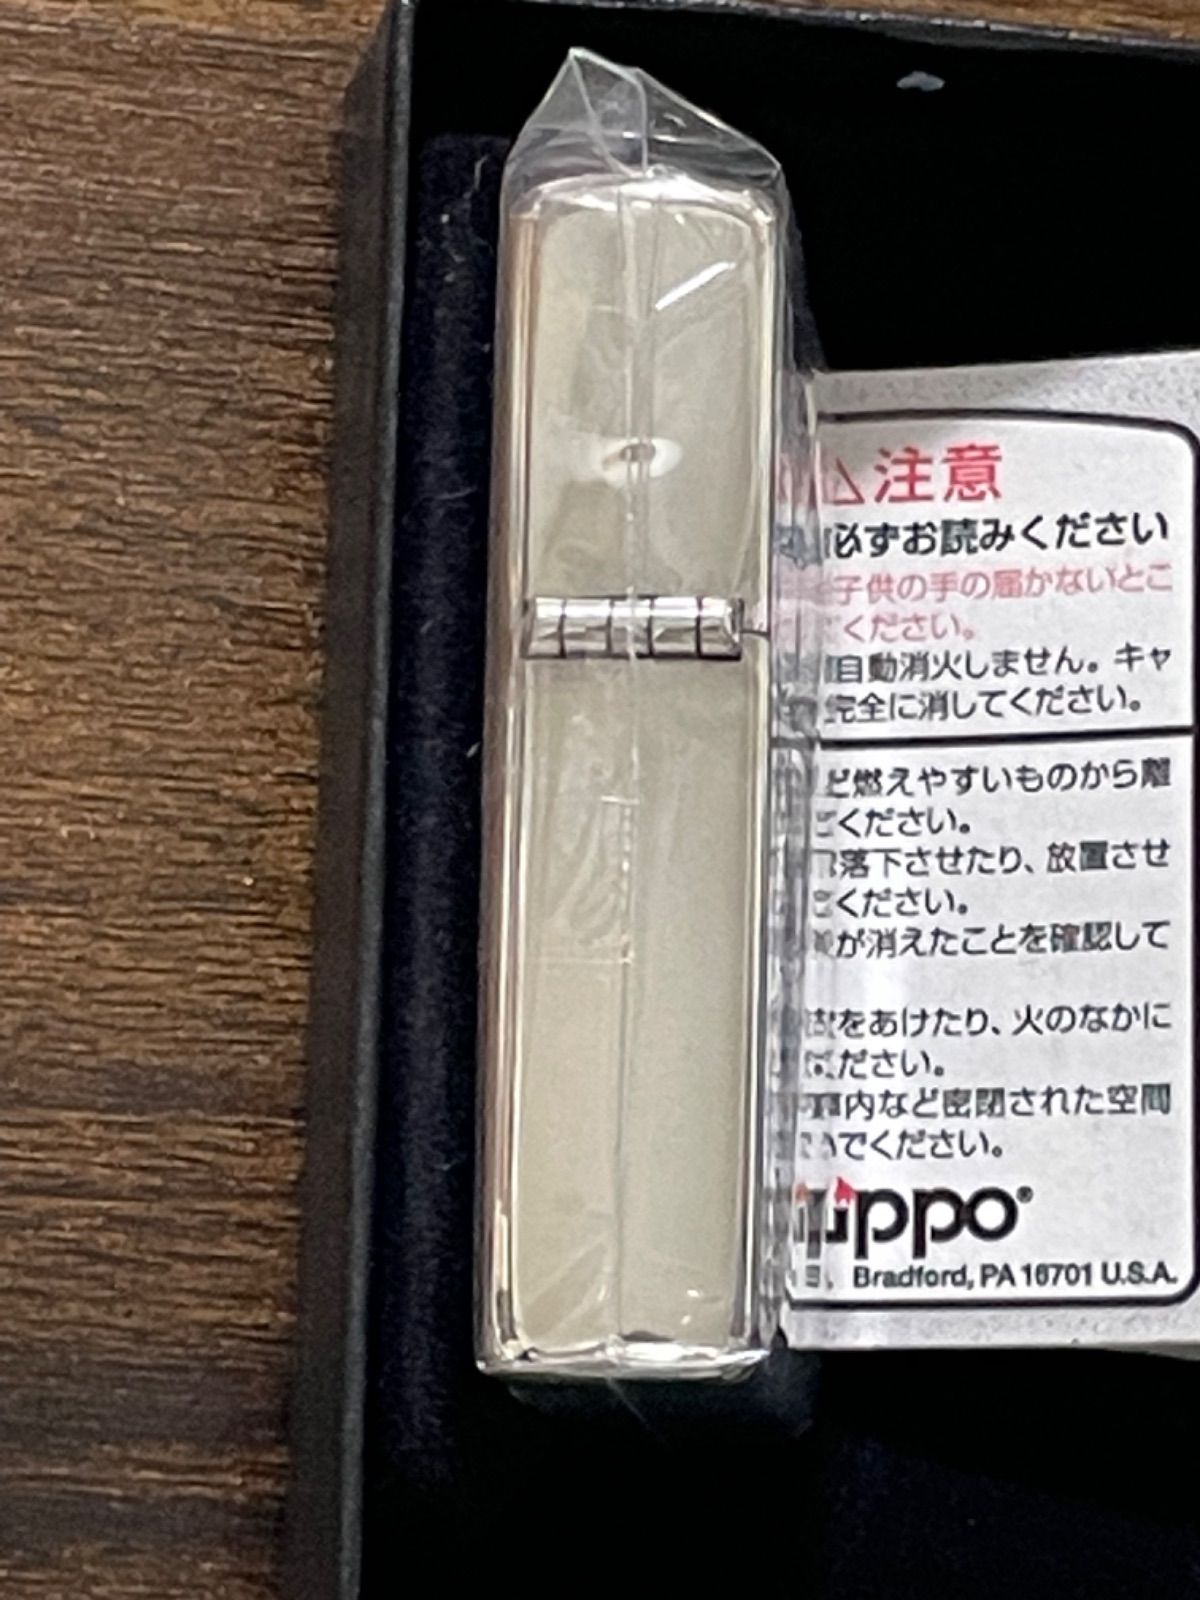 注意
必ずお読みください
子供の手の届かないとこ
ください。
自動消火しません。キャ
完全に消してください。
ど燃えやすいものから離
ください。
落下させたり、放置させ
ください。
が消えたことを確認して
をあけたり、火のなかに
ください。
内など密閉された空間
でください。
zippo®
Bradford, PA 16701 U.S.A.